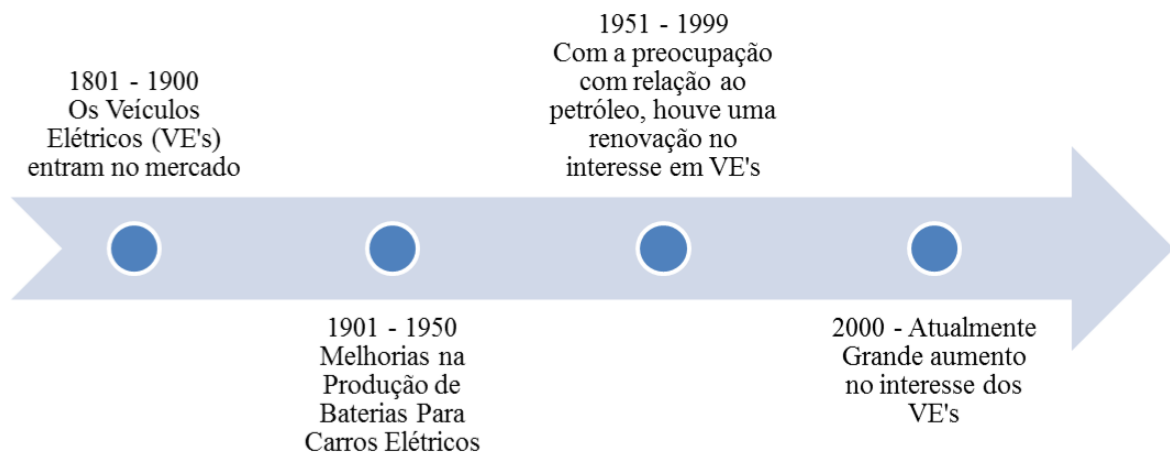 1801 - 1900
Os Veículos
Elétricos (VE's)
entram no mercado
1901 - 1950
Melhorias na
Produção de
Baterias Para
Carros Elétricos
1951 - 1999
Com a preocupação
com relação ao
petróleo, houve uma
renovação no
interesse em VE's
2000 - Atualmente
Grande aumento
no interesse dos
VE's